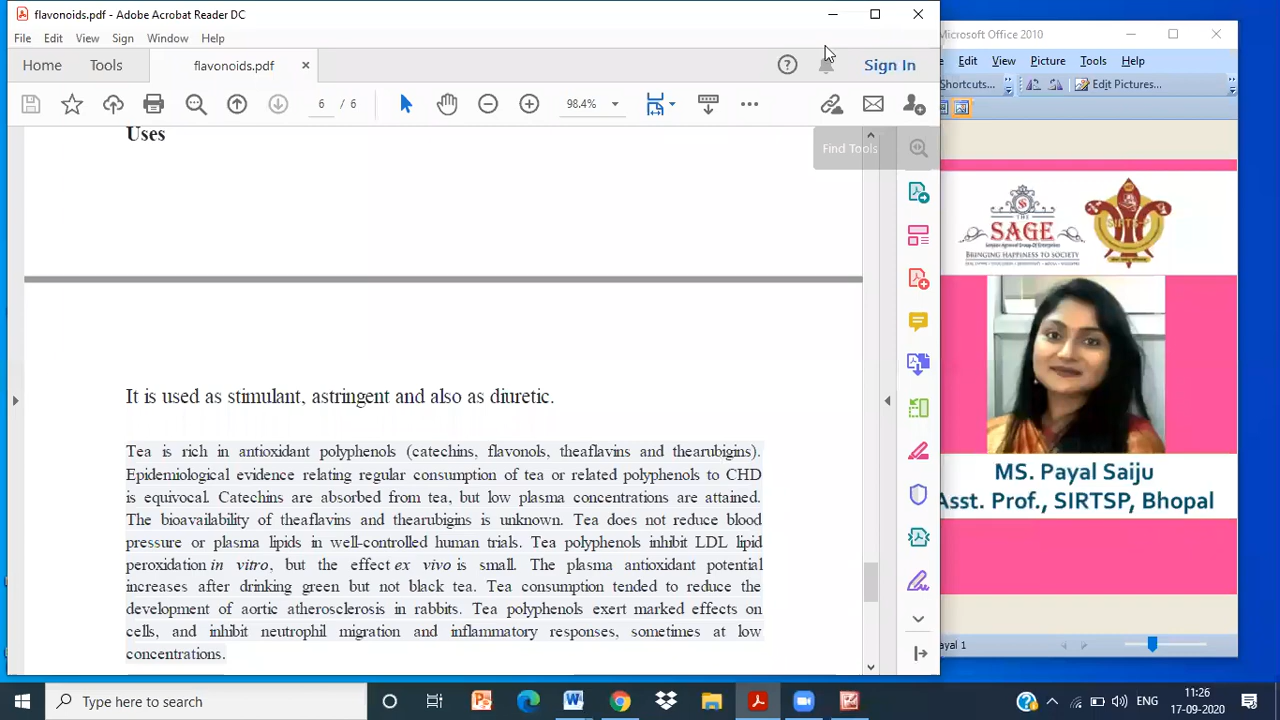 flavonoids.pdf - Adobe Acrobat Reader DC
File Edit View Sign Window Help
Home Tools flavonoids.pdf Sign In
6 / 6 98.4%
Find Tools
Uses
It is used as stimulant, astringent and also as diuretic.
Tea is rich in antioxidant polyphenols (catechins, flavonols, theaflavins and thearubigins).
Epidemiological evidence relating regular consumption of tea or related polyphenols to CHD
is equivocal. Catechins are absorbed from tea, but low plasma concentrations are attained.
The bioavailability of theaflavins and thearubigins is unknown. Tea does not reduce blood
pressure or plasma lipids in well-controlled human trials. Tea polyphenols inhibit LDL lipid
peroxidation in vitro, but the effect ex vivo is small. The plasma antioxidant potential
increases after drinking green but not black tea. Tea consumption tended to reduce the
development of aortic atherosclerosis in rabbits. Tea polyphenols exert marked effects on
cells, and inhibit neutrophil migration and inflammatory responses, sometimes at low
concentrations.
Microsoft Office 2010
Edit View Picture Tools Help
Shortcuts... Edit Pictures...
THE
SAGE
BRINGING HAPPINESS TO SOCIETY
SIRTS-P
MS. Payal Saiju
Asst. Prof., SIRTSP, Bhopal
ayal 1
Type here to search
ENG
11:26
17-09-2020